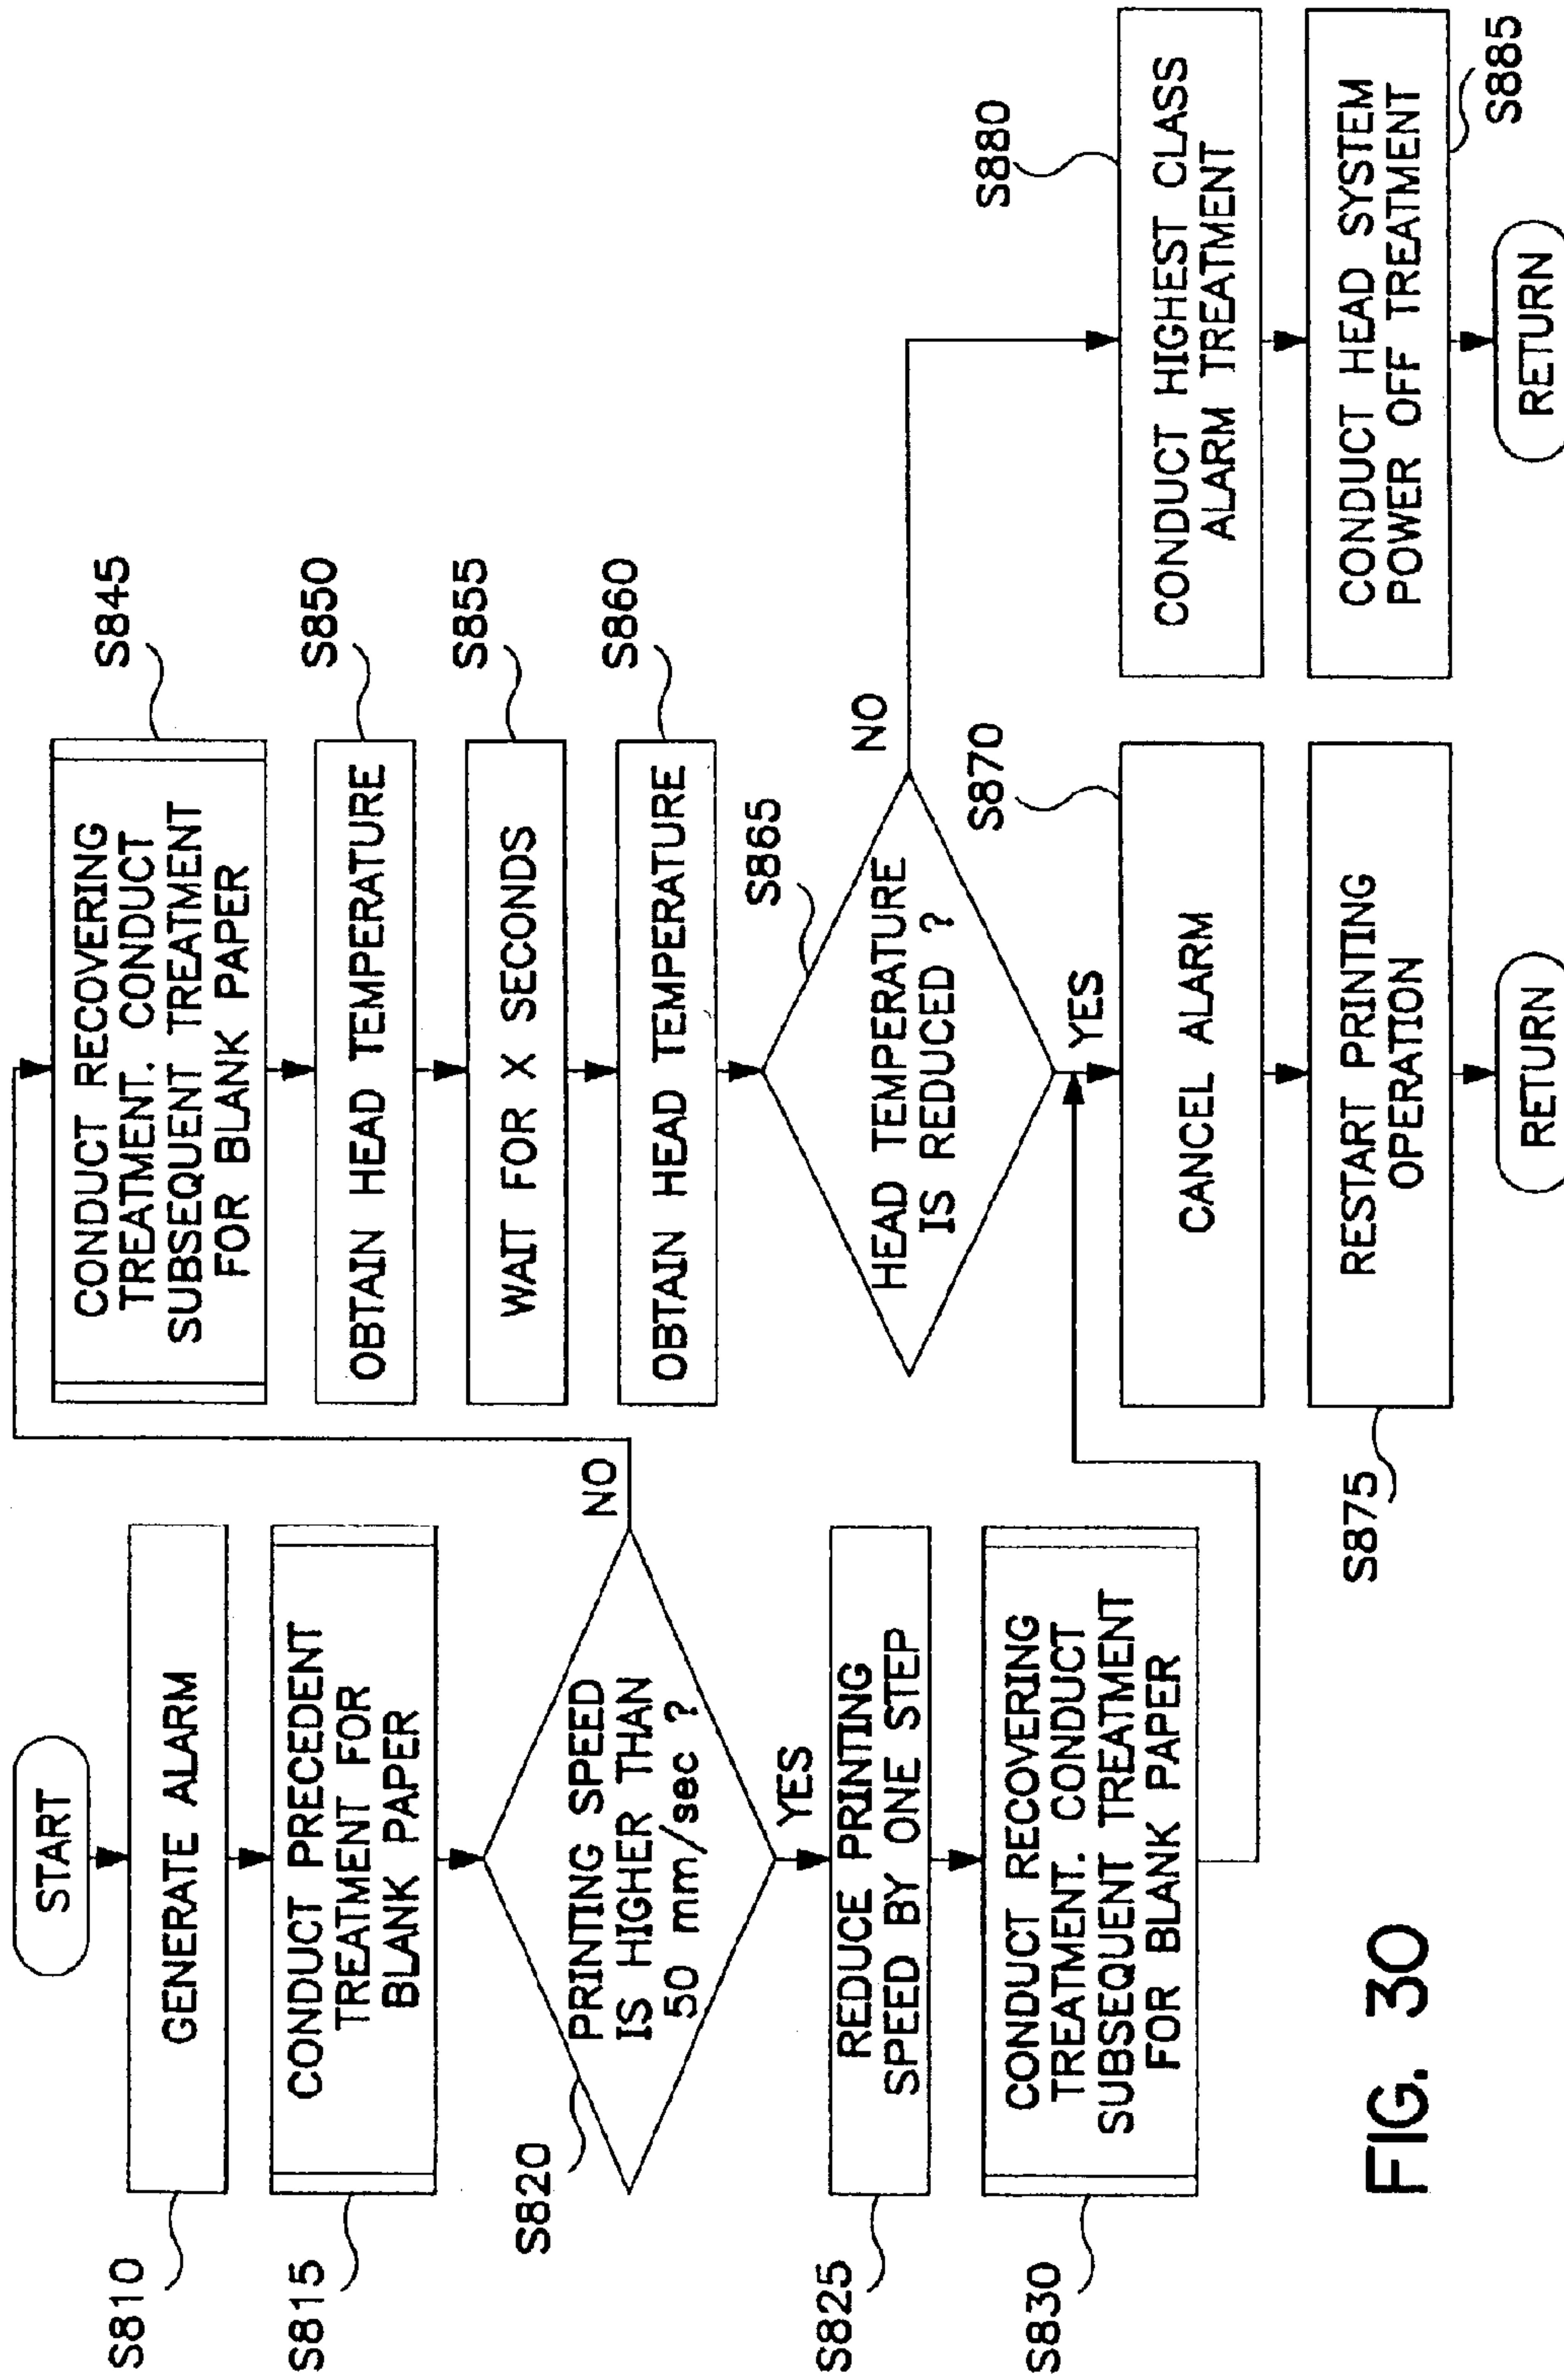 START
S810
GENERATE ALARM
S815
CONDUCT PRECEDENT
TREATMENT FOR
BLANK PAPER
S820
PRINTING SPEED
IS HIGHER THAN
50 mm/sec ?
NO
YES
S825
REDUCE PRINTING
SPEED BY ONE STEP
S830
CONDUCT RECOVERING
TREATMENT. CONDUCT
SUBSEQUENT TREATMENT
FOR BLANK PAPER
S845
CONDUCT RECOVERING
TREATMENT. CONDUCT
SUBSEQUENT TREATMENT
FOR BLANK PAPER
S850
OBTAIN HEAD TEMPERATURE
S855
WAIT FOR X SECONDS
S860
OBTAIN HEAD TEMPERATURE
S865
HEAD TEMPERATURE
IS REDUCED ?
NO
YES
S870
CANCEL ALARM
S875
RESTART PRINTING
OPERATION
RETURN
S880
CONDUCT HIGHEST CLASS
ALARM TREATMENT
CONDUCT HEAD SYSTEM
POWER OFF TREATMENT
S885
RETURN
FIG. 30